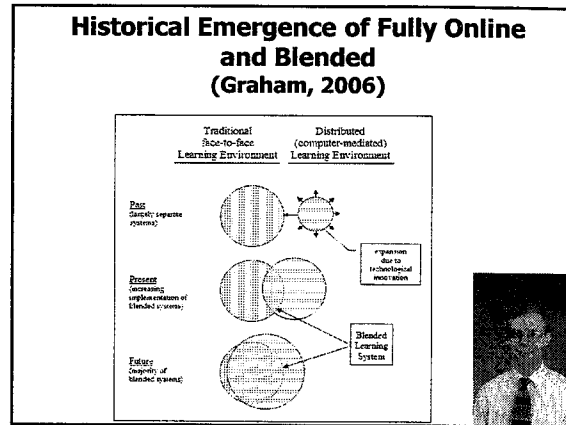 Historical Emergence of Fully Online
and Blended
(Graham, 2006)
Traditional
face-to-face
Learning Environment
Distributed
(computer-mediated)
Learning Environment
Past
(largely separate
systems)
expansion
due to
technological
innovation
Present
(increasing
implementation of
blended systems)
Blended
Learning
System
Future
(majority of
blended systems)